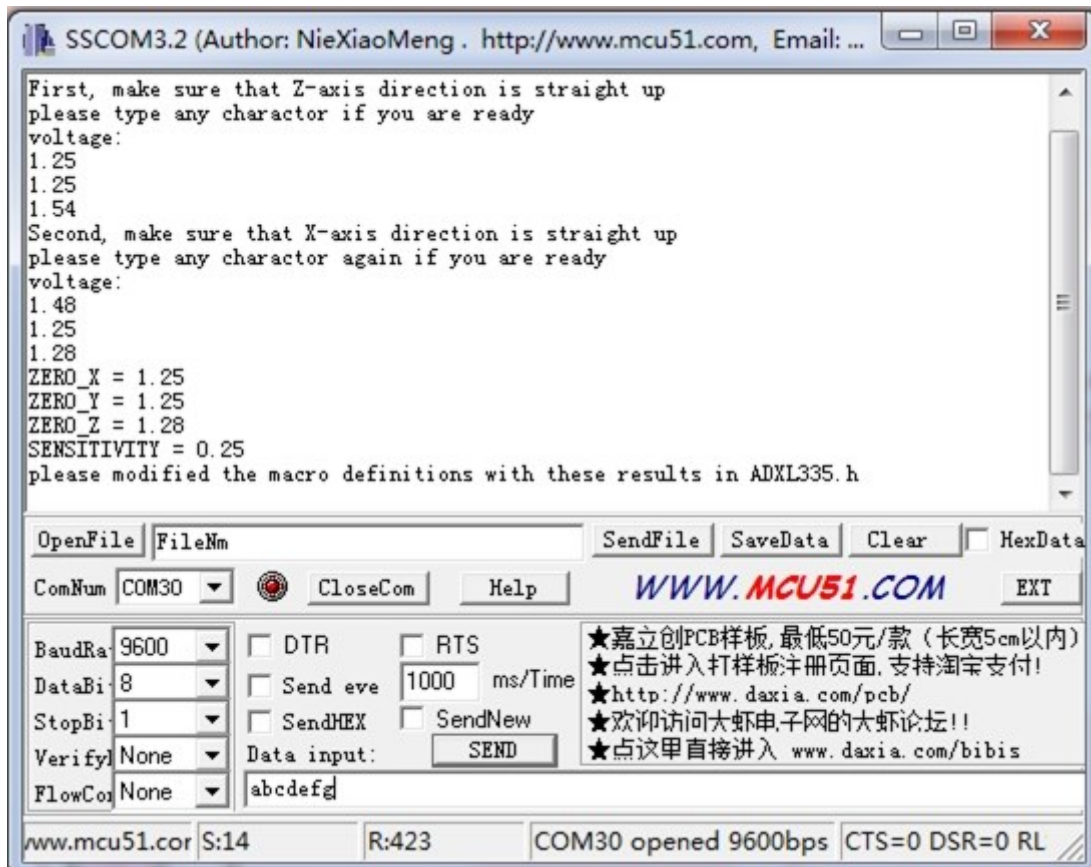 SSCOM3.2 (Author: NieXiaoMeng . http://www.mcu51.com, Email: ...
First, make sure that Z-axis direction is straight up
please type any charactor if you are ready
voltage:
1.25
1.25
1.54
Second, make sure that X-axis direction is straight up
please type any charactor again if you are ready
voltage:
1.48
1.25
1.28
ZERO_X = 1.25
ZERO_Y = 1.25
ZERO_Z = 1.28
SENSITIVITY = 0.25
please modified the macro definitions with these results in ADXL335.h
OpenFile FileNm SendFile SaveData Clear HexData
ComNum COM30 CloseCom Help WWW.MCU51.COM EXT
BaudRa 9600 DTR RTS
DataBi 8 Send eve 1000 ms/Time
StopBi 1 SendHEX SendNew
Verify None Data input: SEND
FlowCo None abcdefg
★嘉立创PCB样板,最低50元/款(长宽5cm以内)
★点击进入打样板注册页面,支持淘宝支付!
★http://www.daxia.com/pcb/
★欢迎访问大虾电子网的大虾论坛!!
★点这里直接进入 www.daxia.com/bibis
www.mcu51.cor S:14 R:423 COM30 opened 9600bps CTS=0 DSR=0 RL